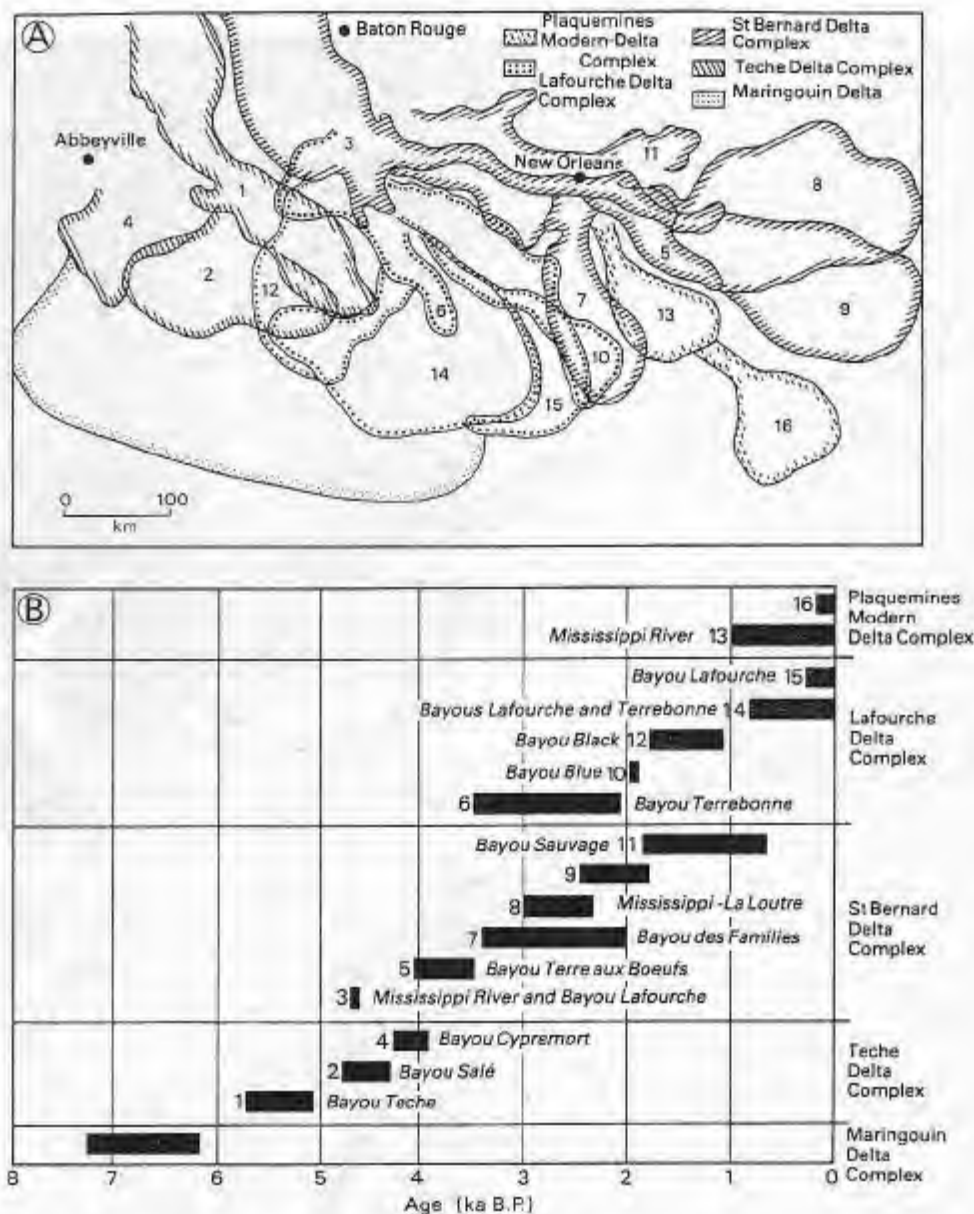 A
Baton Rouge
Plaquemines
Modern-Delta
Complex
Lafourche Delta
Complex
St Bernard Delta
Complex
Teche Delta Complex
Maringouin Delta
Abbeyville
New Orleans
1
2
3
4
5
6
7
8
9
10
11
12
13
14
15
16
0 100
km
B
16
Mississippi River 13
Plaquemines
Modern
Delta Complex
Bayou Lafourche 15
Bayous Lafourche and Terrebonne 14
Bayou Black 12
Bayou Blue 10
6 Bayou Terrebonne
Lafourche
Delta
Complex
Bayou Sauvage 11
9
8 Mississippi-La Loutre
7 Bayou des Families
5 Bayou Terre aux Boeufs
3 Mississippi River and Bayou Lafourche
St Bernard
Delta
Complex
4 Bayou Cypremort
2 Bayou Salé
1 Bayou Teche
Teche
Delta
Complex
Maringouin
Delta
Complex
8 7 6 5 4 3 2 1 0
Age (ka B.P.)